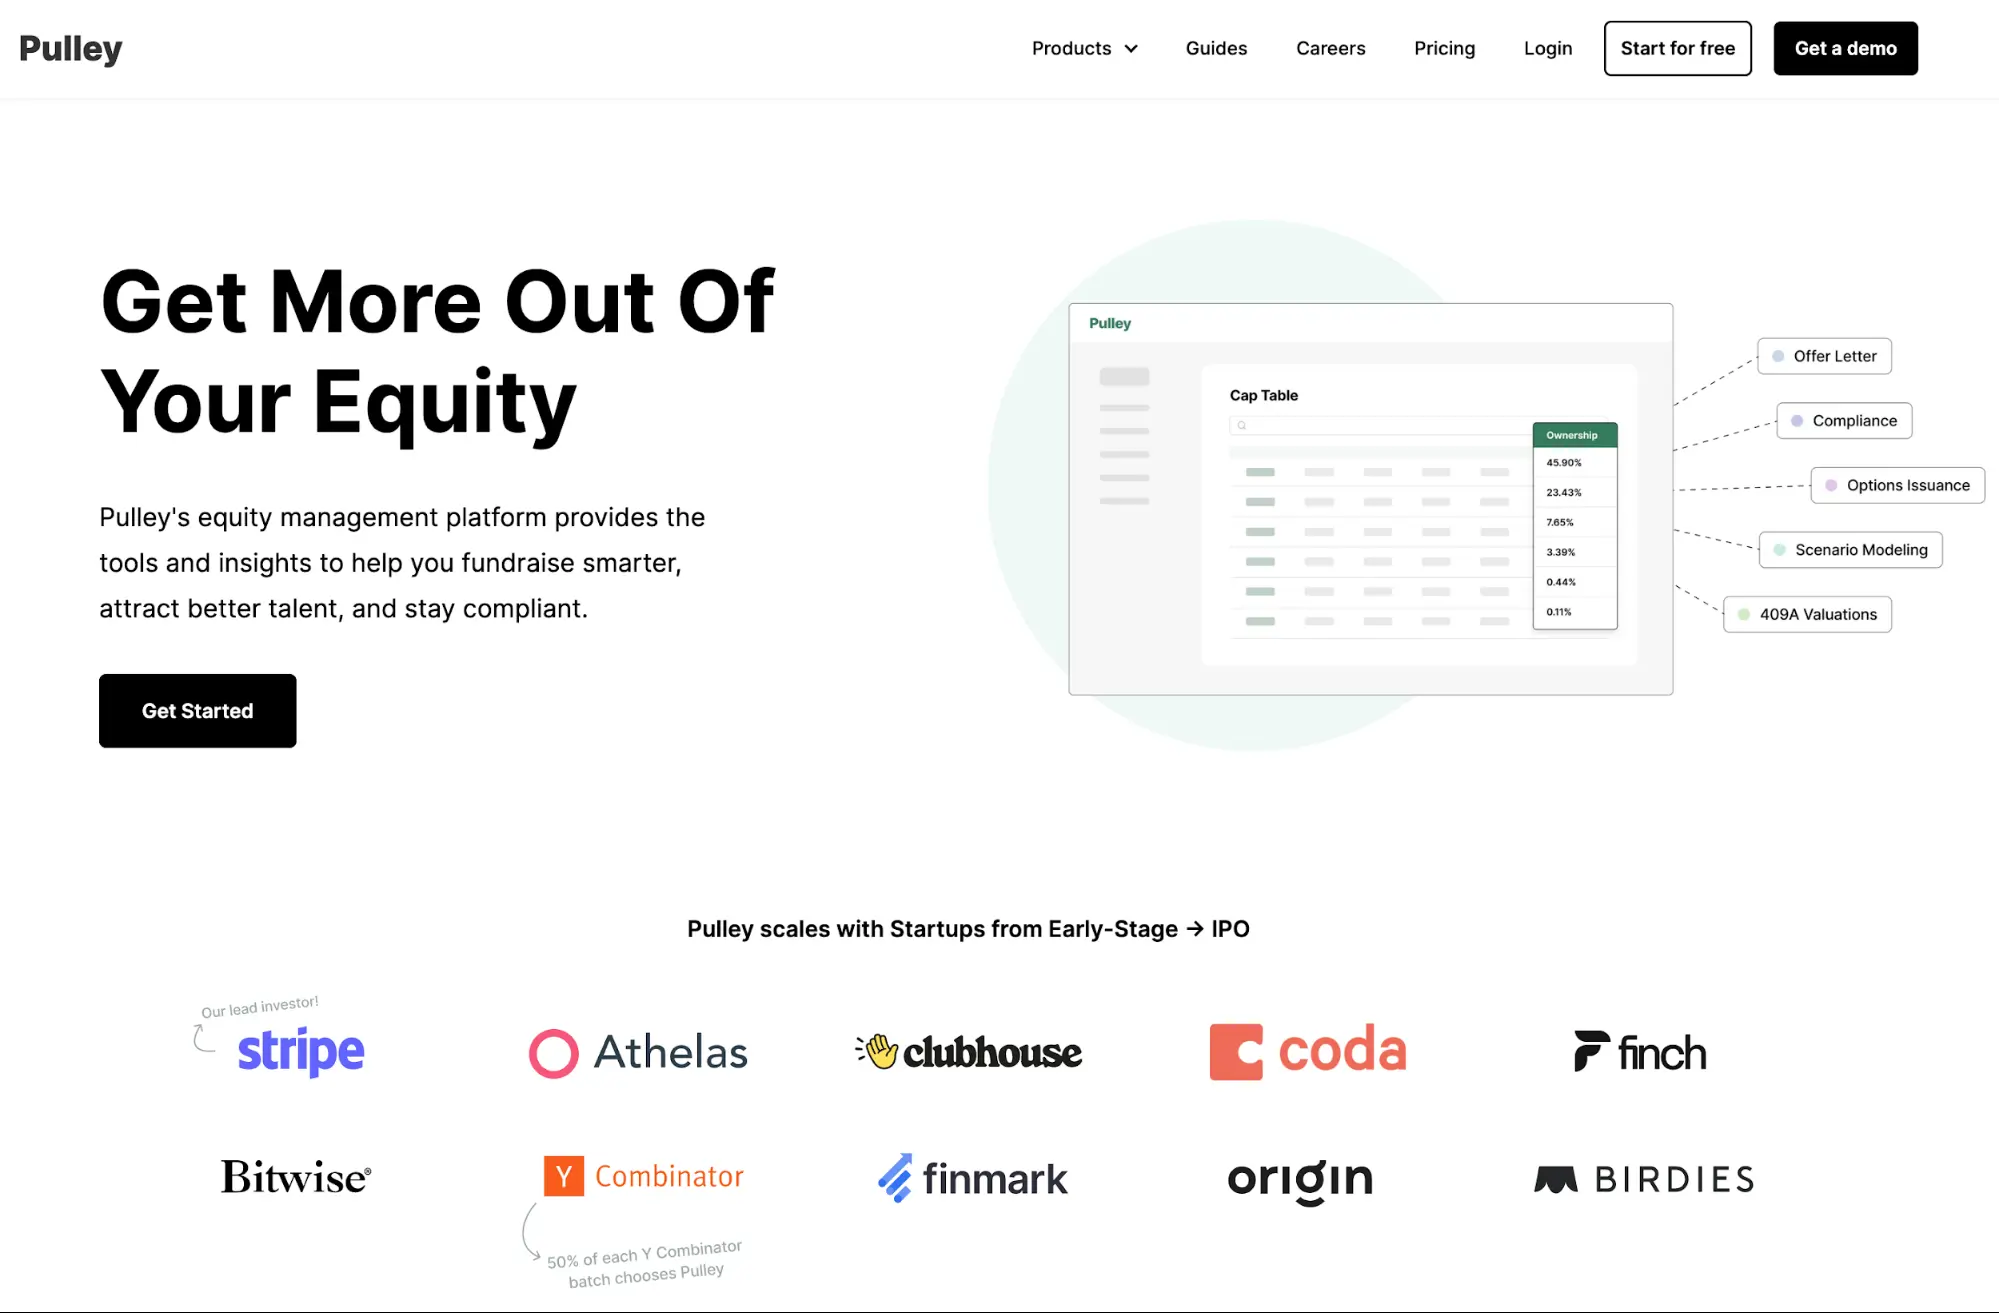 Pulley
Products
Guides
Careers
Pricing
Login
Start for free
Get a demo
Get More Out Of
Your Equity
Pulley's equity management platform provides the
tools and insights to help you fundraise smarter,
attract better talent, and stay compliant.
Get Started
Pulley
Cap Table
Ownership
45.90%
23.43%
7.65%
3.39%
0.44%
0.11%
Offer Letter
Compliance
Options Issuance
Scenario Modeling
409A Valuations
Pulley scales with Startups from Early-Stage → IPO
Our lead investor!
stripe
Athelas
clubhouse
coda
finch
Bitwise®
Y Combinator
finmark
origin
BIRDIES
50% of each Y Combinator
batch chooses Pulley